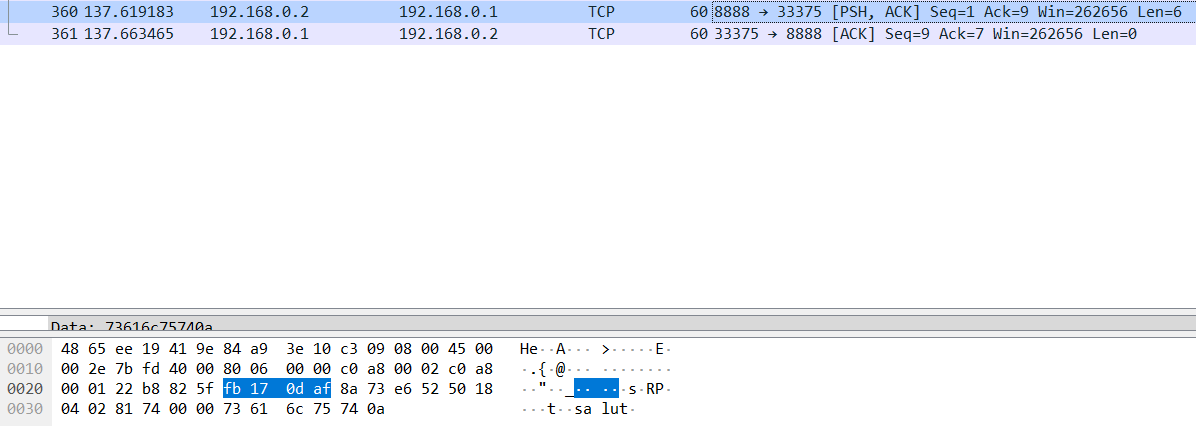 360 137.619183 192.168.0.2 192.168.0.1 TCP 60 8888 → 33375 [PSH, ACK] Seq=1 Ack=9 Win=262656 Len=6
361 137.663465 192.168.0.1 192.168.0.2 TCP 60 33375 → 8888 [ACK] Seq=9 Ack=7 Win=262656 Len=0
Data: 73616c75740a
0000 48 65 ee 19 41 9e 84 a9 3e 10 c3 09 08 00 45 00 He··A··· >·····E·
0010 00 2e 7b fd 40 00 80 06 00 00 c0 a8 00 02 c0 a8 ·.{·@··· ········
0020 00 01 22 b8 82 5f fb 17 0d af 8a 73 e6 52 50 18 ··"··_·· ···s·RP·
0030 04 02 81 74 00 00 73 61 6c 75 74 0a ···t··sa lut·